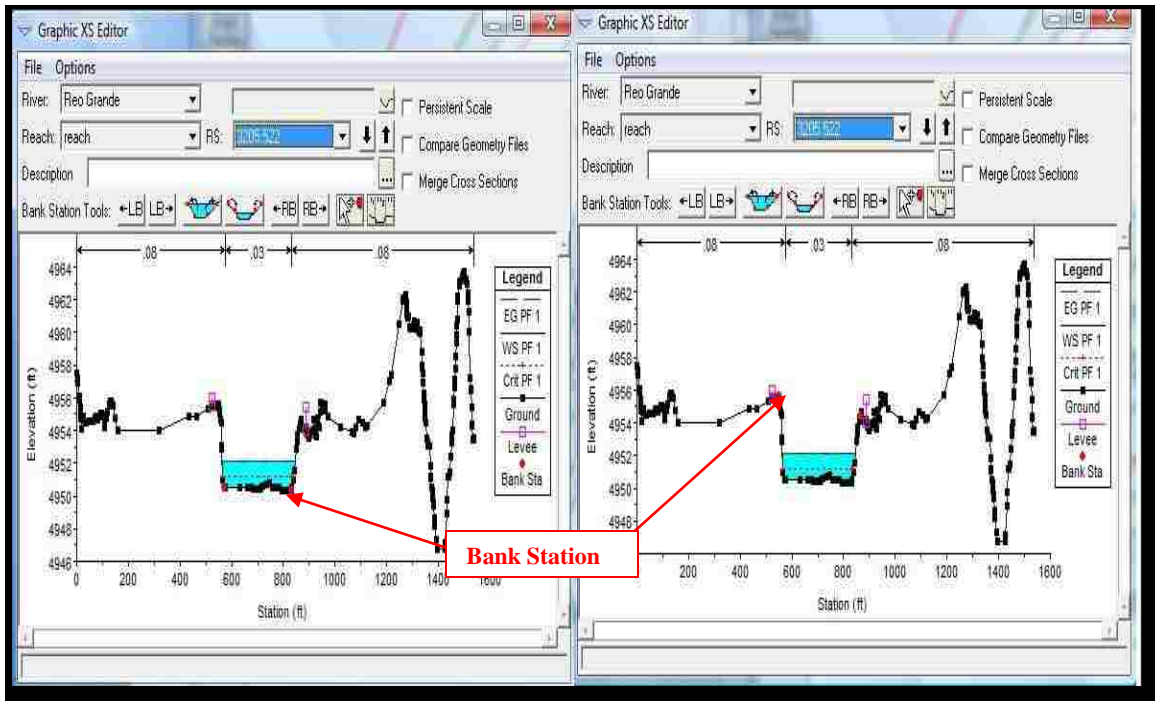 Graphic XS Editor
File Options
River: Reo Grande
Persistent Scale
Reach: reach RS: 3205.522
Compare Geometry Files
Description ...
Merge Cross Sections
Bank Station Tools: ←LB LB→ ←RB RB→
.08 .03 .08
4964
4962
4960
4958
4956
4954
4952
4950
4948
4946
Elevation (ft)
0 200 400 600 800 1000 1200 1400 1600
Station (ft)
Legend
EG PF 1
WS PF 1
Crit PF 1
Ground
Levee
Bank Sta
Graphic XS Editor
File Options
River: Reo Grande
Persistent Scale
Reach: reach RS: 3205.522
Compare Geometry Files
Description ...
Merge Cross Sections
Bank Station Tools: ←LB LB→ ←RB RB→
.08 .03 .08
4964
4962
4960
4958
4956
4954
4952
4950
4948
Elevation (ft)
200 400 600 800 1000 1200 1400 1600
Station (ft)
Legend
EG PF 1
WS PF 1
Crit PF 1
Ground
Levee
Bank Sta
Bank Station